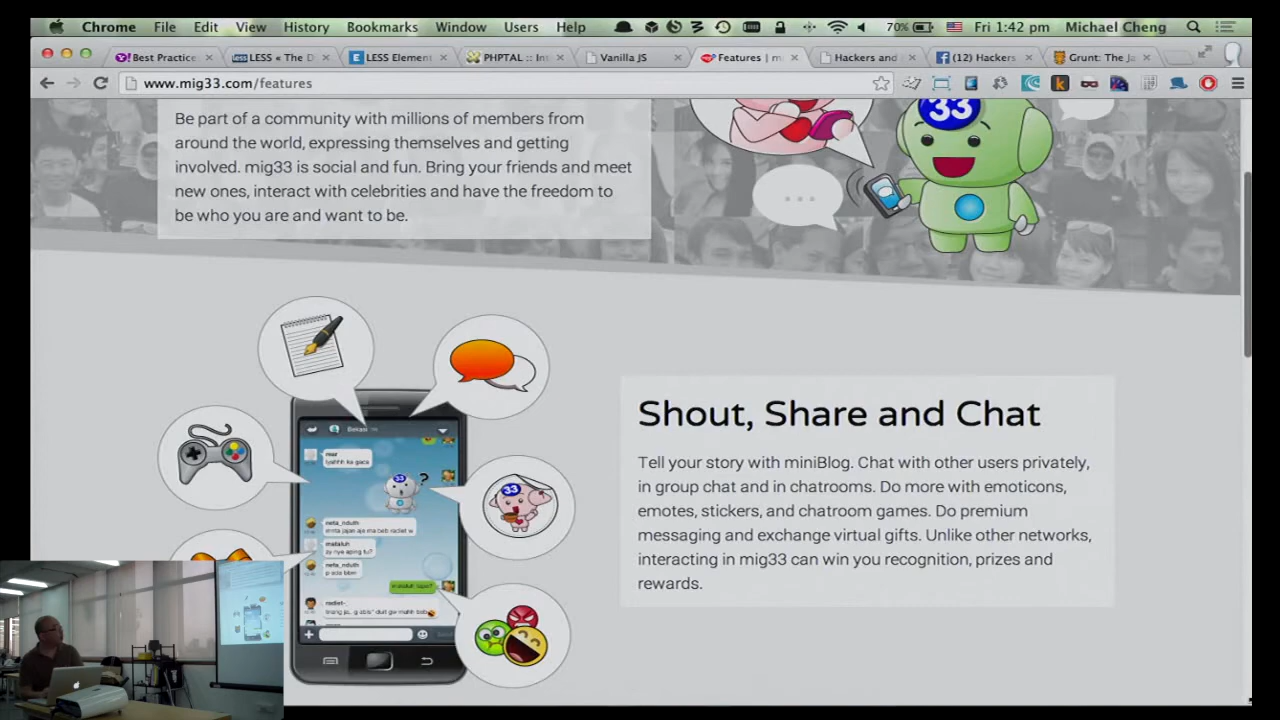 Chrome File Edit View History Bookmarks Window Users Help 70% Fri 1:42 pm Michael Cheng
Best Practice LESS « The D LESS Element PHPTAL :: In Vanilla JS Features | m Hackers and (12) Hackers Grunt: The Ja
www.mig33.com/features
33
Be part of a community with millions of members from
around the world, expressing themselves and getting
involved. mig33 is social and fun. Bring your friends and meet
new ones, interact with celebrities and have the freedom to
be who you are and want to be.
Shout, Share and Chat
Tell your story with miniBlog. Chat with other users privately,
in group chat and in chatrooms. Do more with emoticons,
emotes, stickers, and chatroom games. Do premium
messaging and exchange virtual gifts. Unlike other networks,
interacting in mig33 can win you recognition, prizes and
rewards.
Bekasi
33
?
33
neta_nduth
matalah
neta_nduth